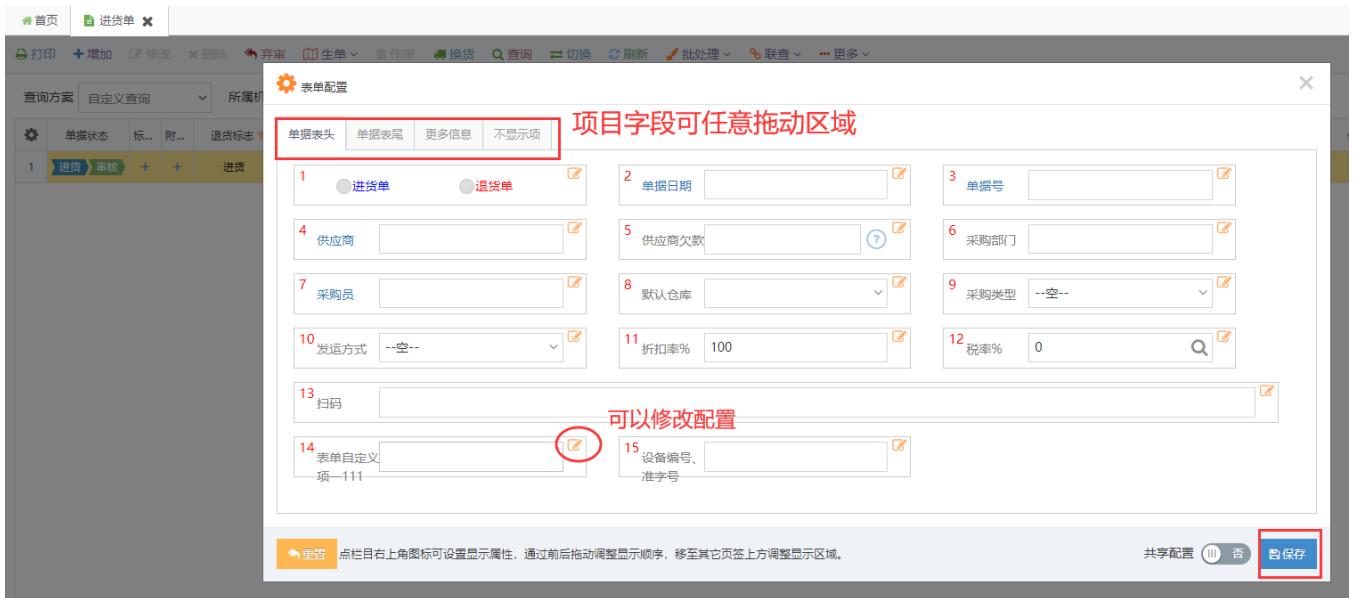 首页 进货单
打印 增加 修改 删除 弃审 生单 作废 换货 查询 切换 刷新 批处理 联查 更多
查询方案 自定义查询 所属机
单据状态 标... 附... 退货标志
1 进货 审核 + + 进货
表单配置
单据表头 单据表尾 更多信息 不显示项
项目字段可任意拖动区域
1 进货单 退货单
2 单据日期
3 单据号
4 供应商
5 供应商欠款 ?
6 采购部门
7 采购员
8 默认仓库
9 采购类型 --空--
10 发运方式 --空--
11 折扣率% 100
12 税率% 0
13 扫码
可以修改配置
14 表单自定义
项—111
15 设备编号、
准字号
重置 点栏目右上角图标可设置显示属性，通过前后拖动调整显示顺序，移至其它页签上方调整显示区域。 共享配置 否 保存